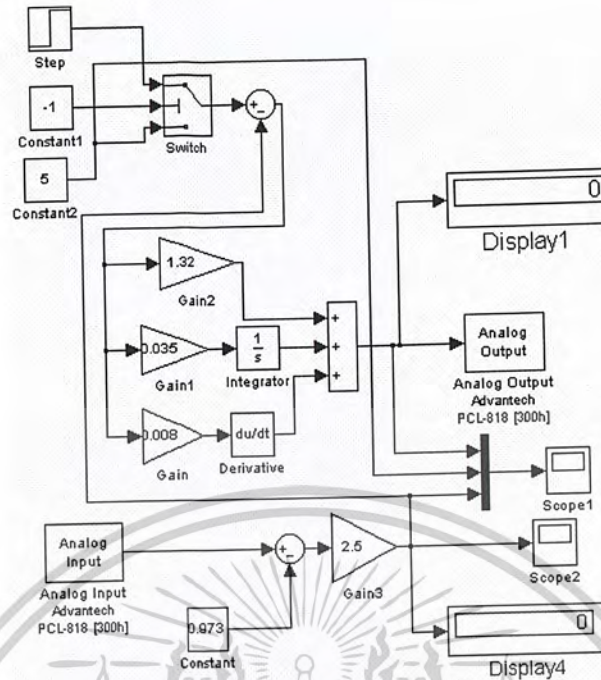 Step
-1
Constant1
5
Constant2
Switch
+
-
0
Display1
1.32
Gain2
0.035
Gain1
1
s
Integrator
+
+
+
Analog
Output
Analog Output
Advantech
PCL-818 [300h]
0.008
Gain
du/dt
Derivative
Scope1
Analog
Input
Analog Input
Advantech
PCL-818 [300h]
+
-
2.5
Gain3
Scope2
0.973
Constant
0
Display4